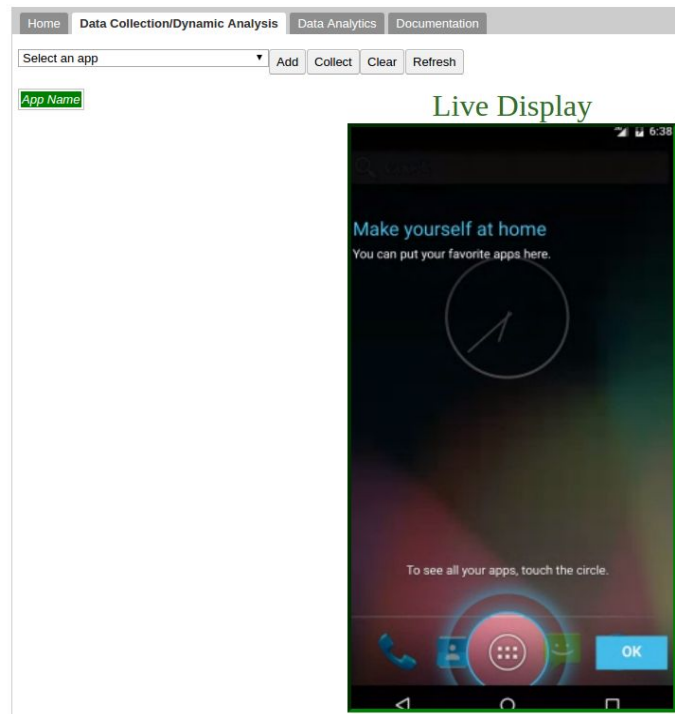 Home Data Collection/Dynamic Analysis Data Analytics Documentation
Select an app Add Collect Clear Refresh
App Name
Live Display
6:38
Make yourself at home
You can put your favorite apps here.
To see all your apps, touch the circle.
OK